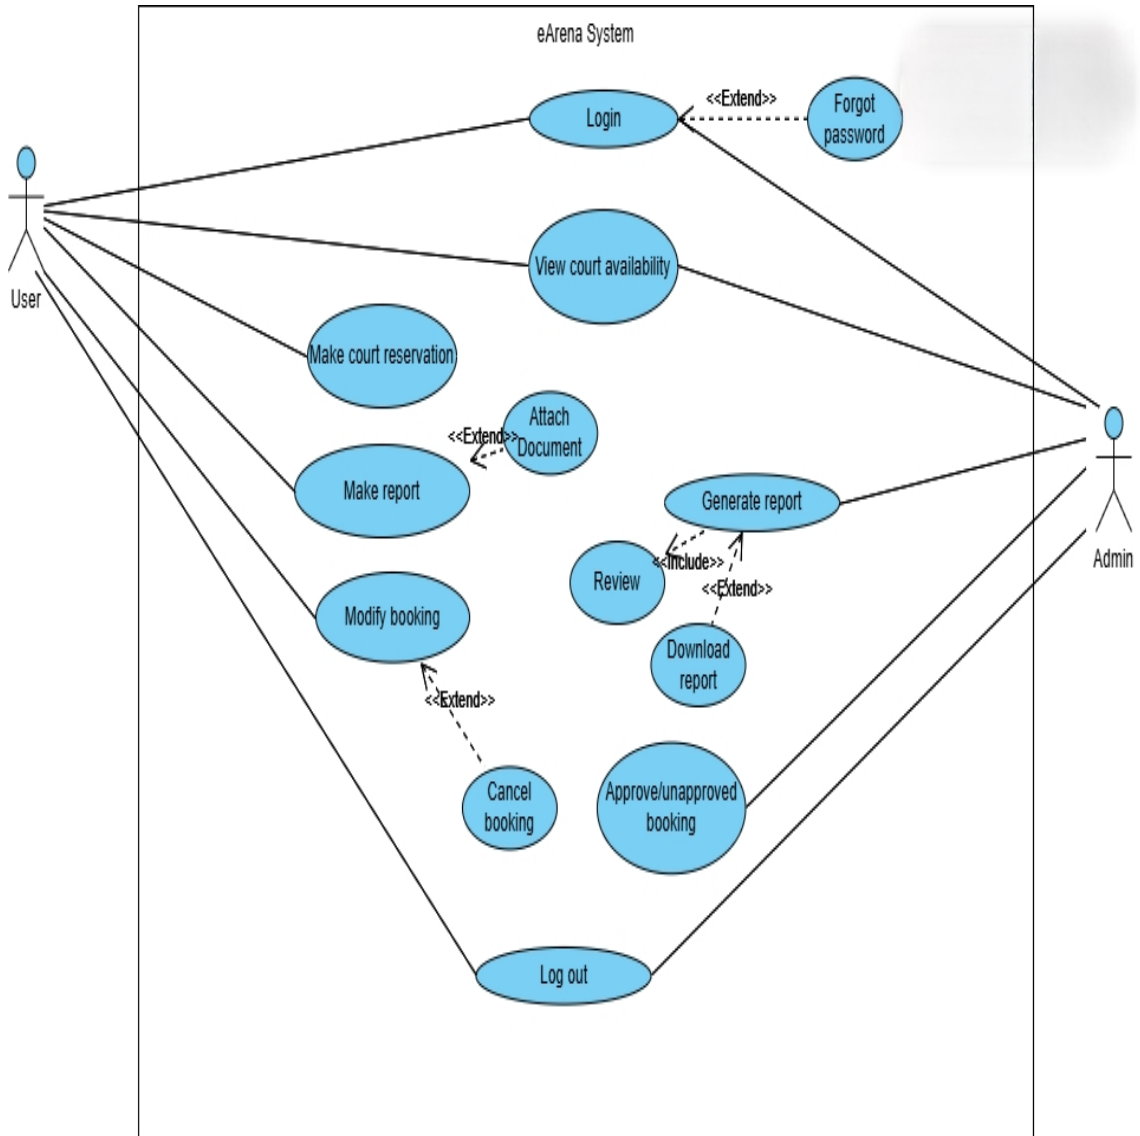 eArena System
Login
<<Extend>>
Forgot
password
View court availability
User
Make court reservation
Attach
Document
<<Extend>>
Make report
Generate report
Admin
Review
<<Include>>
<<Extend>>
Download
report
Modify booking
<<Extend>>
Cancel
booking
Approve/unapproved
booking
Log out